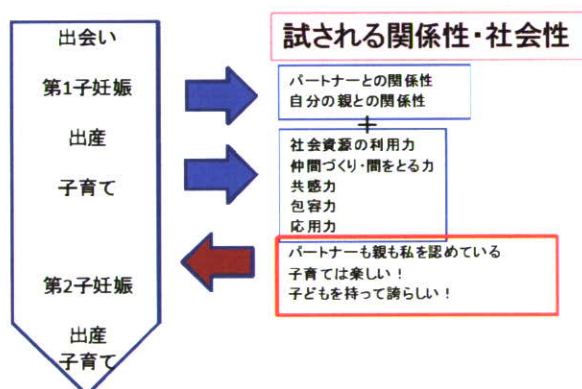 出会い
第1子妊娠
出産
子育て
第2子妊娠
出産
子育て
試される関係性・社会性
パートナーとの関係性
自分の親との関係性
+
社会資源の利用力
仲間づくり・間をとる力
共感力
包容力
応用力
パートナーも親も私を認めている
子育ては楽しい!
子どもを持って誇らしい!